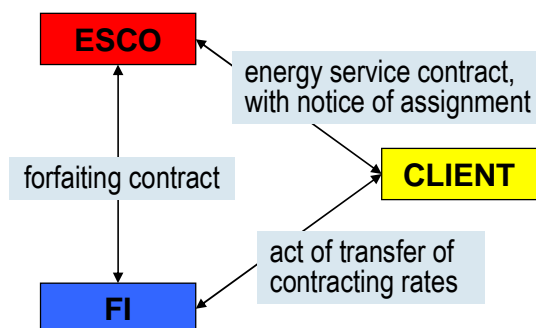 ESCO
energy service contract,
with notice of assignment
forfaiting contract
CLIENT
act of transfer of
contracting rates
FI